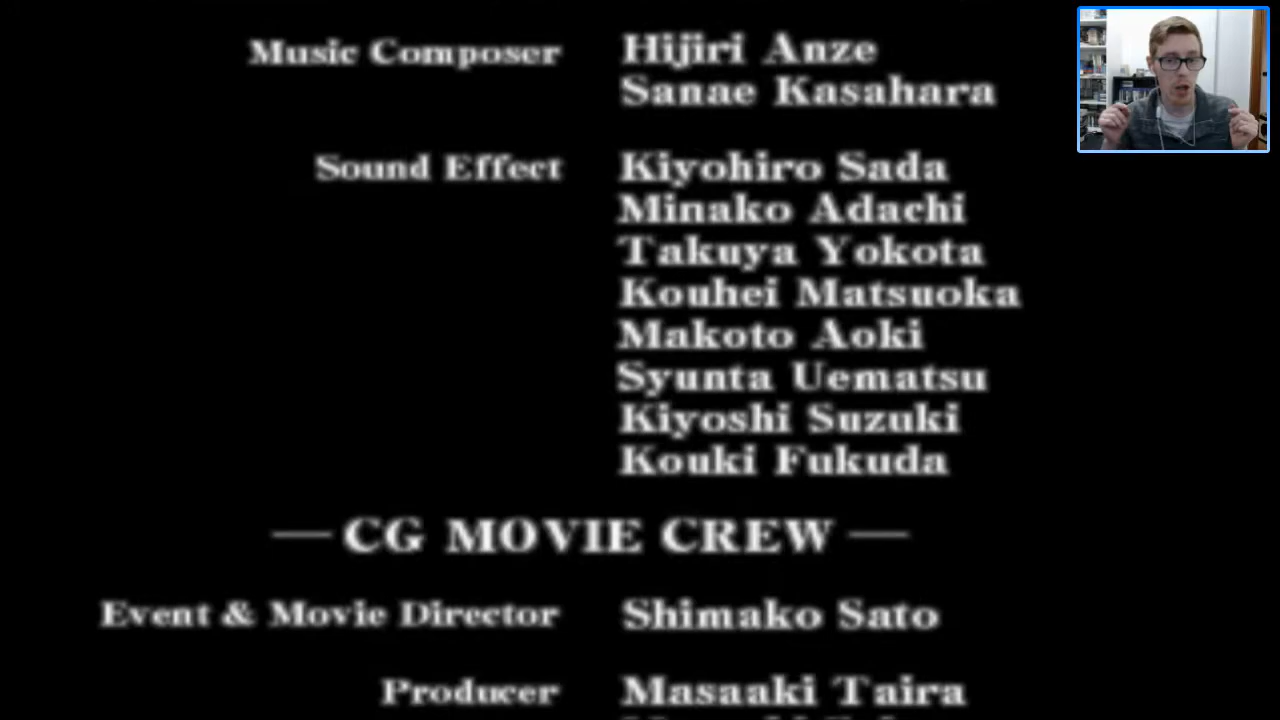 Music Composer Hijiri Anze
Sanae Kasahara
Sound Effect Kiyohiro Sada
Minako Adachi
Takuya Yokota
Kouhei Matsuoka
Makoto Aoki
Syunta Uematsu
Kiyoshi Suzuki
Kouki Fukuda
— CG MOVIE CREW —
Event & Movie Director Shimako Sato
Producer Masaaki Taira